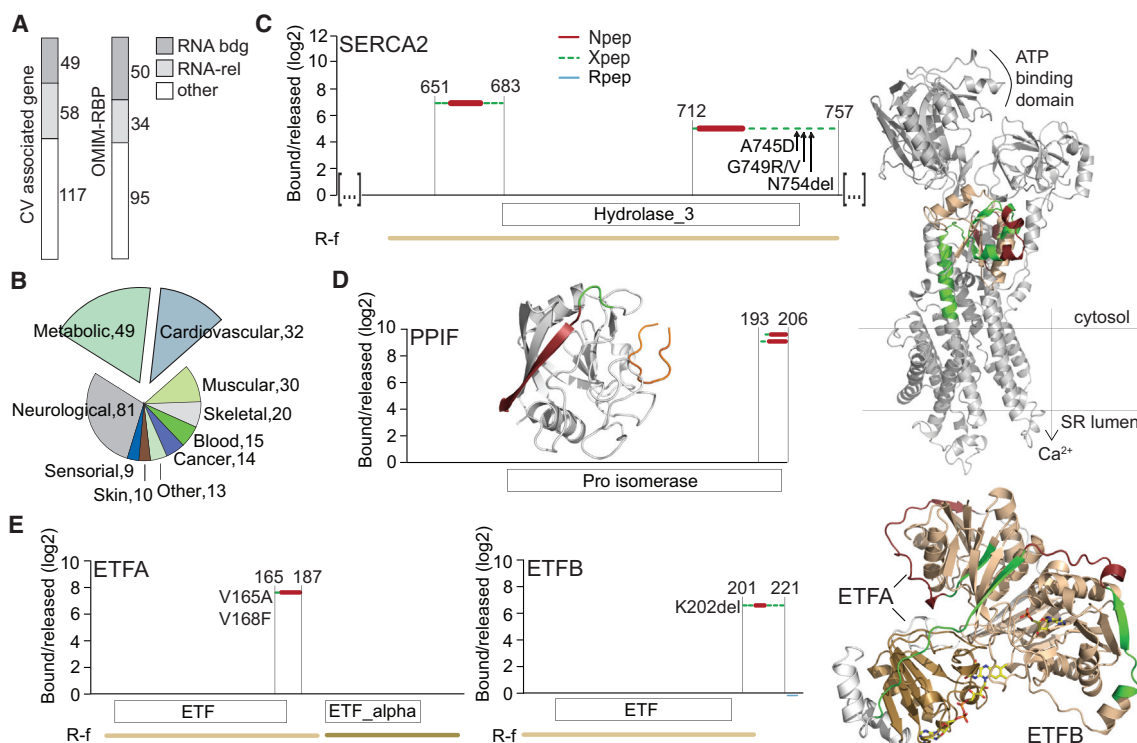 A
CV associated gene
49
58
117
OMIM-RBP
50
34
95
RNA bdg
RNA-rel
other
B
Metabolic,49
Cardiovascular,32
Muscular,30
Skeletal,20
Blood,15
Cancer,14
Other,13
Skin,10
Sensorial,9
Neurological,81
C
Bound/released (log2)
12
10
8
6
4
2
0
SERCA2
Npep
Xpep
Rpep
651
683
712
757
A745D
G749R/V
N754del
[...]
[...]
Hydrolase_3
R-f
ATP
binding
domain
cytosol
SR lumen
Ca²⁺
D
Bound/released (log2)
10
8
6
4
2
0
PPIF
193
206
Pro isomerase
E
Bound/released (log2)
10
8
6
4
2
0
ETFA
165
187
V165A
V168F
ETF
ETF_alpha
R-f
Bound/released (log2)
10
8
6
4
2
0
ETFB
201
221
K202del
ETF
R-f
ETFA
ETFB